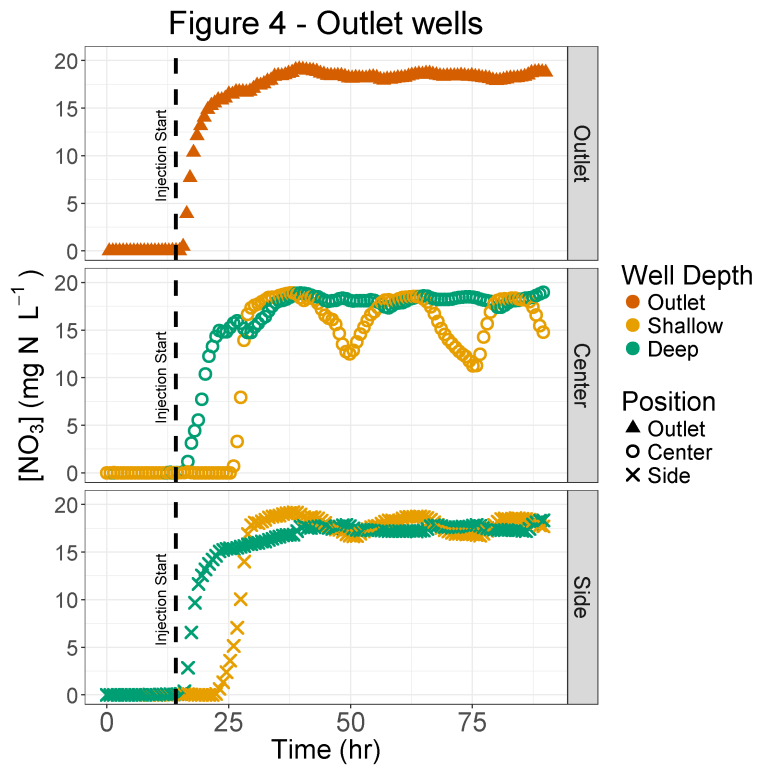 Figure 4 - Outlet wells
20
15
10
5
0
Injection Start
Outlet
20
15
10
5
0
Injection Start
Center
20
15
10
5
0
Injection Start
Side
[NO₃] (mg N L⁻¹ )
0 25 50 75
Time (hr)
Well Depth
Outlet
Shallow
Deep
Position
Outlet
Center
Side